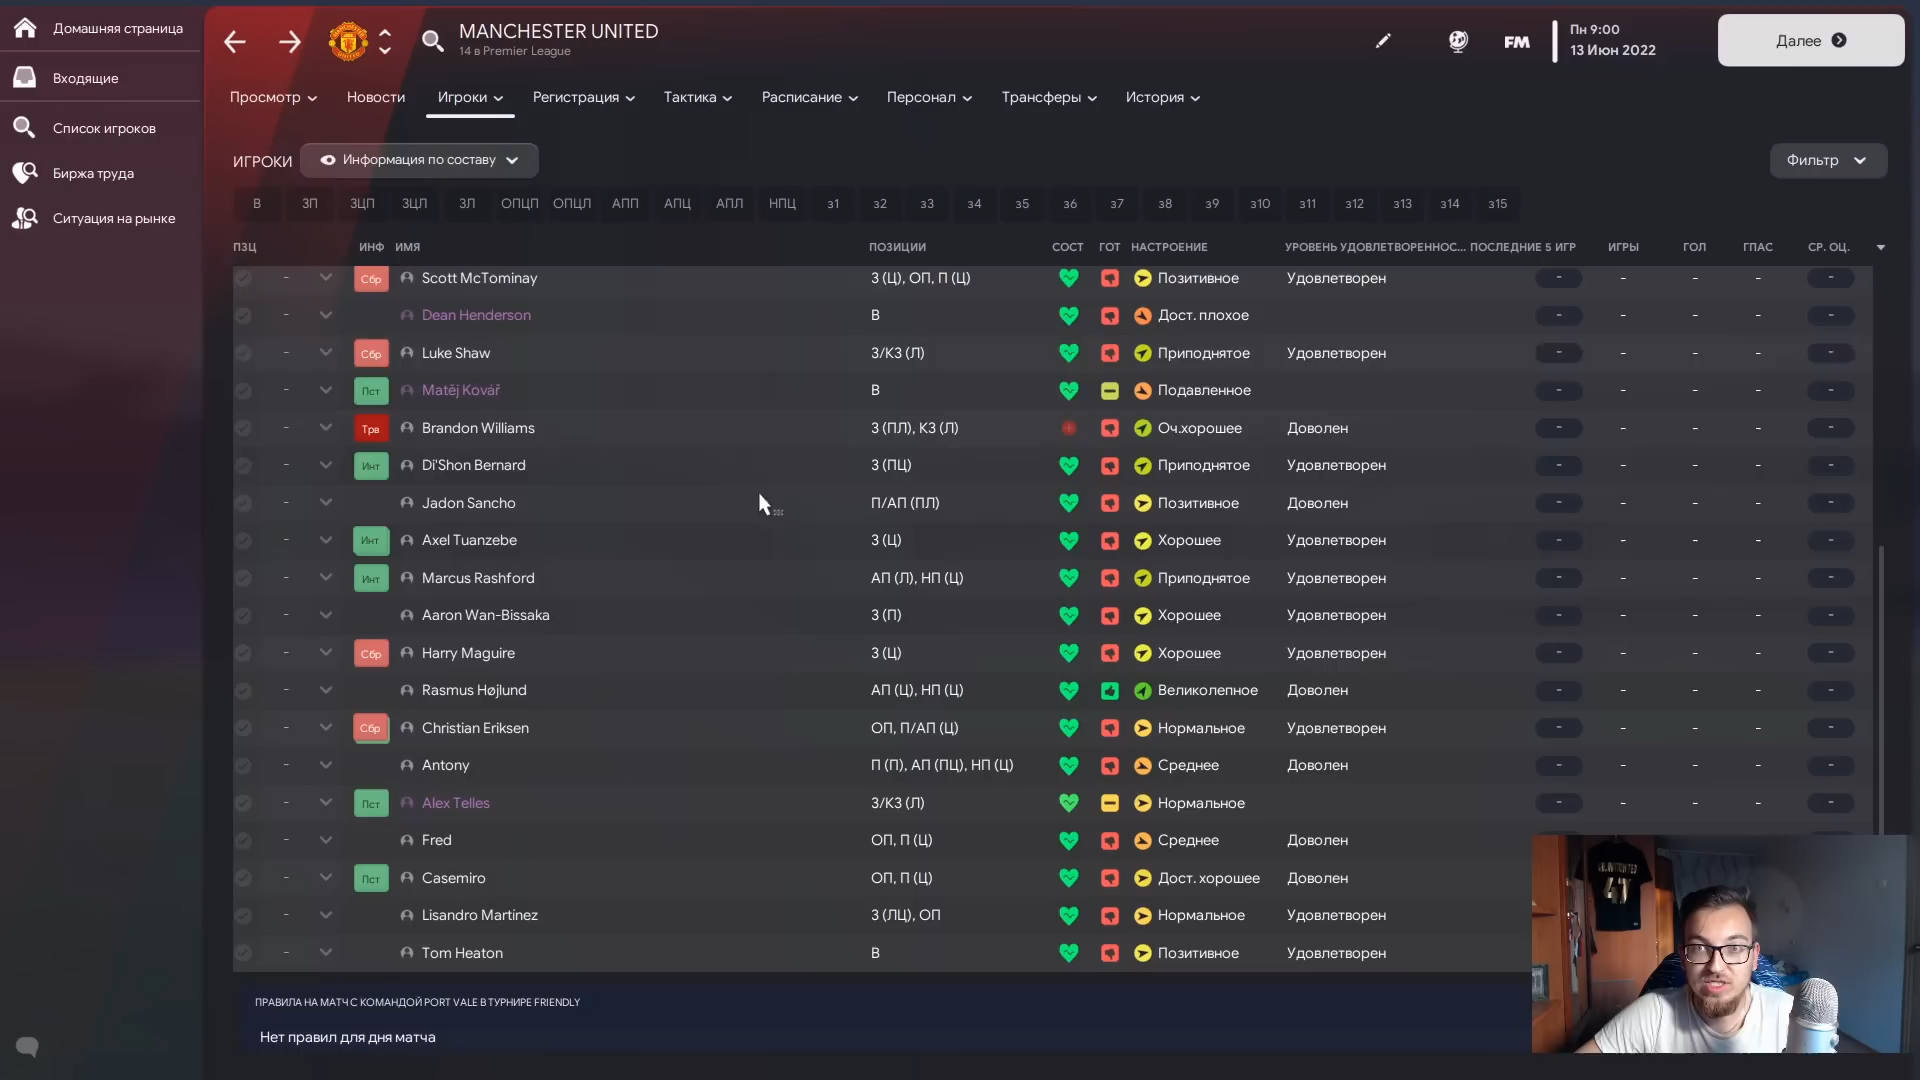 Домашняя страница
Входящие
Список игроков
Биржа труда
Ситуация на рынке
MANCHESTER UNITED
14 в Premier League
FM
Пн 9:00
13 Июн 2022
Далее
Просмотр Новости Игроки Регистрация Тактика Расписание Персонал Трансферы История
ИГРОКИ Информация по составу Фильтр
В ЗП ЗЦП ЗЦЛ ЗЛ ОПЦП ОПЦЛ АПП АПЦ АПЛ НПЦ з1 з2 з3 з4 з5 з6 з7 з8 з9 з10 з11 з12 з13 з14 з15
ПЗЦ ИНФ ИМЯ ПОЗИЦИИ СОСТ ГОТ НАСТРОЕНИЕ УРОВЕНЬ УДОВЛЕТВОРЕННОС... ПОСЛЕДНИЕ 5 ИГР ИГРЫ ГОЛ ГПАС СР. ОЦ.
- Сбр Scott McTominay З (Ц), ОП, П (Ц) Позитивное Удовлетворен - - - - -
- Dean Henderson В Дост. плохое - - - - -
- Сбр Luke Shaw З/КЗ (Л) Приподнятое Удовлетворен - - - - -
- Пст Matěj Kovář В Подавленное - - - - -
- Трв Brandon Williams З (ПЛ), КЗ (Л) Оч.хорошее Доволен - - - - -
- Инт Di'Shon Bernard З (ПЦ) Приподнятое Удовлетворен - - - - -
- Jadon Sancho П/АП (ПЛ) Позитивное Доволен - - - - -
- Инт Axel Tuanzebe З (Ц) Хорошее Удовлетворен - - - - -
- Инт Marcus Rashford АП (Л), НП (Ц) Приподнятое Удовлетворен - - - - -
- Aaron Wan-Bissaka З (П) Хорошее Удовлетворен - - - - -
- Сбр Harry Maguire З (Ц) Хорошее Удовлетворен - - - - -
- Rasmus Højlund АП (Ц), НП (Ц) Великолепное Доволен - - - - -
- Сбр Christian Eriksen ОП, П/АП (Ц) Нормальное Удовлетворен - - - - -
- Antony П (П), АП (ПЦ), НП (Ц) Среднее Доволен - - - - -
- Пст Alex Telles З/КЗ (Л) Нормальное - - - - -
- Fred ОП, П (Ц) Среднее Доволен
- Пст Casemiro ОП, П (Ц) Дост. хорошее Доволен
- Lisandro Martínez З (ЛЦ), ОП Нормальное Удовлетворен
- Tom Heaton В Позитивное Удовлетворен
ПРАВИЛА НА МАТЧ С КОМАНДОЙ PORT VALE В ТУРНИРЕ FRIENDLY
Нет правил для дня матча
47